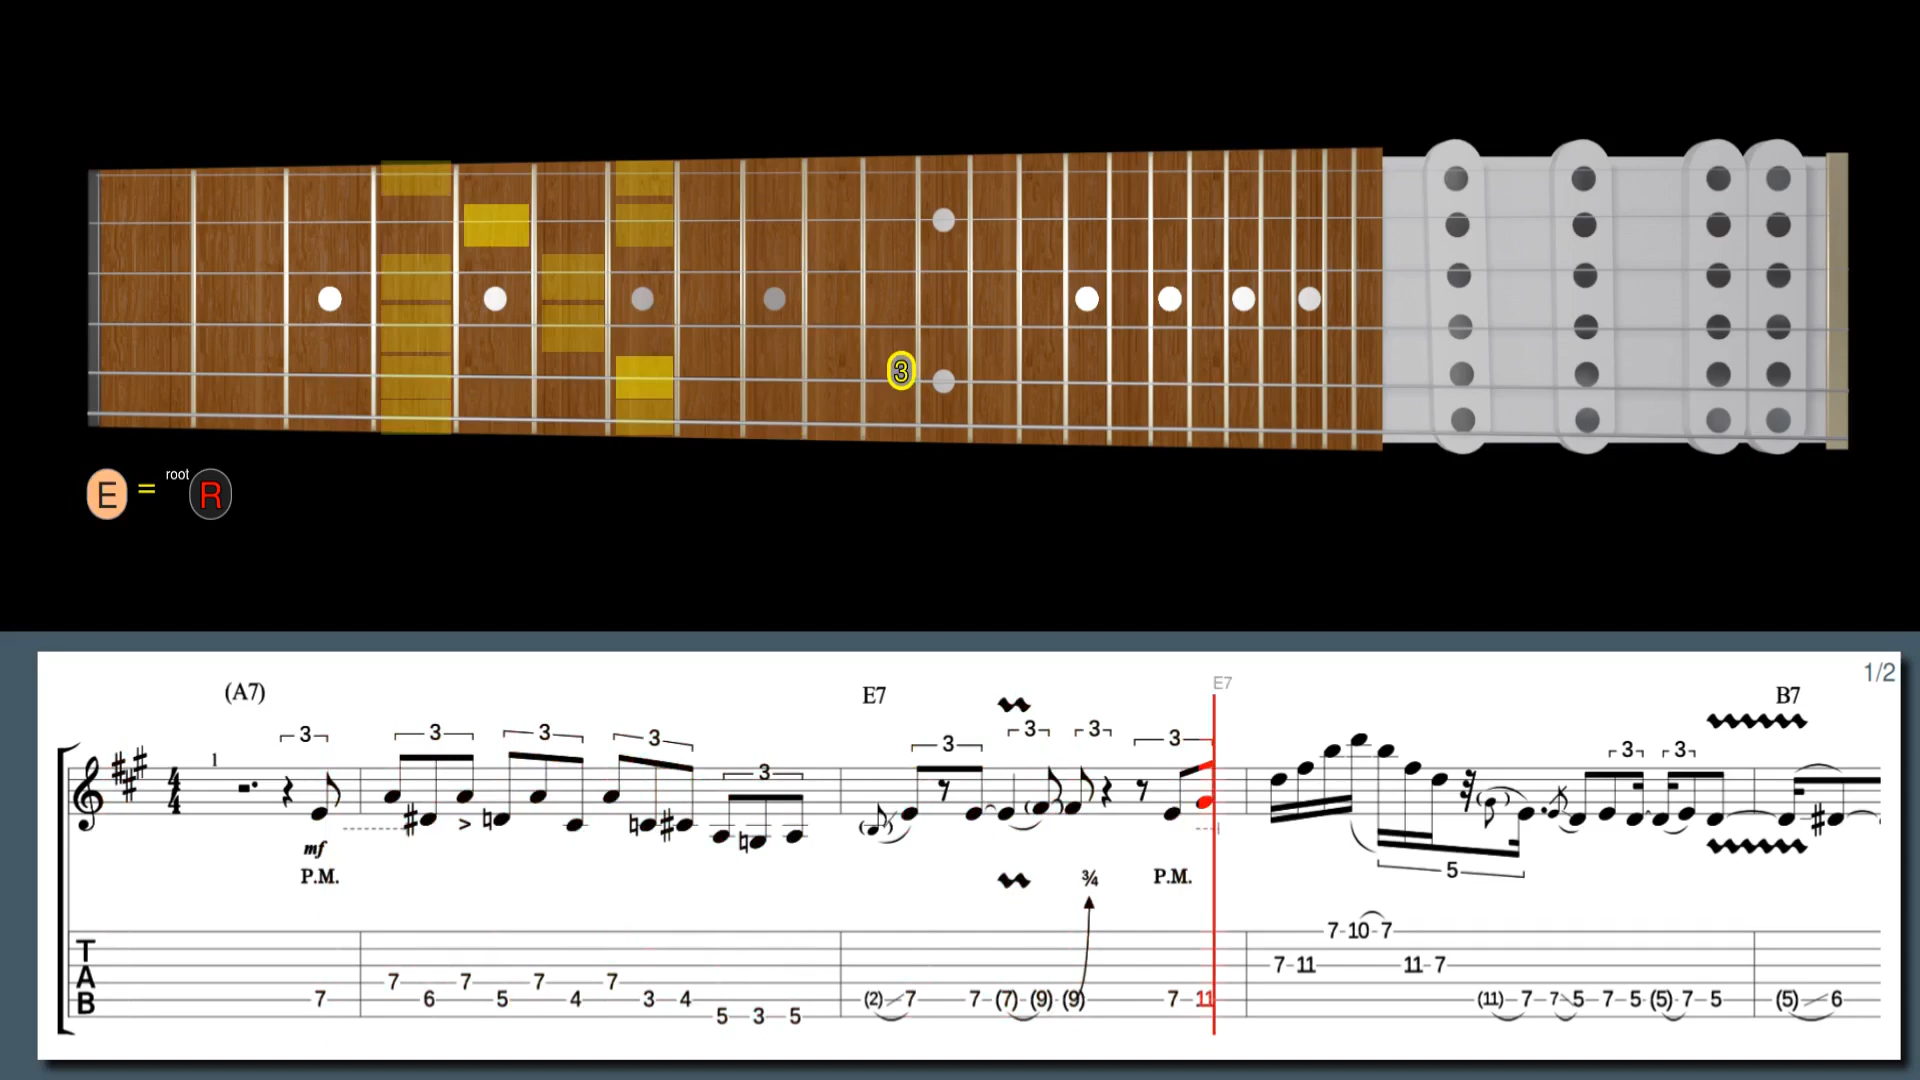 3
E = root R
1/2
(A7) E7 E7 B7
3 3 3 3 3 3 3 3 3 3 3
1
4
4
mf
P.M. ¾ P.M.
5
T
A
B
7-10-7
7-11 11-7
7 7 7 7
7 6 5 4 3-4 (2) 7 7-(7)-(9)-(9) 7 11 (11)-7-7-5-7-5-(5)-7-5 (5) 6
5-3-5